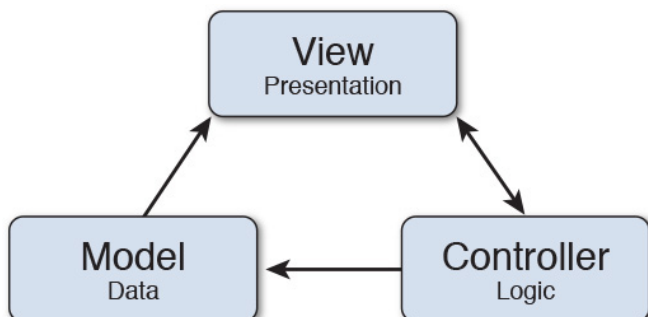 View
Presentation
Model
Data
Controller
Logic